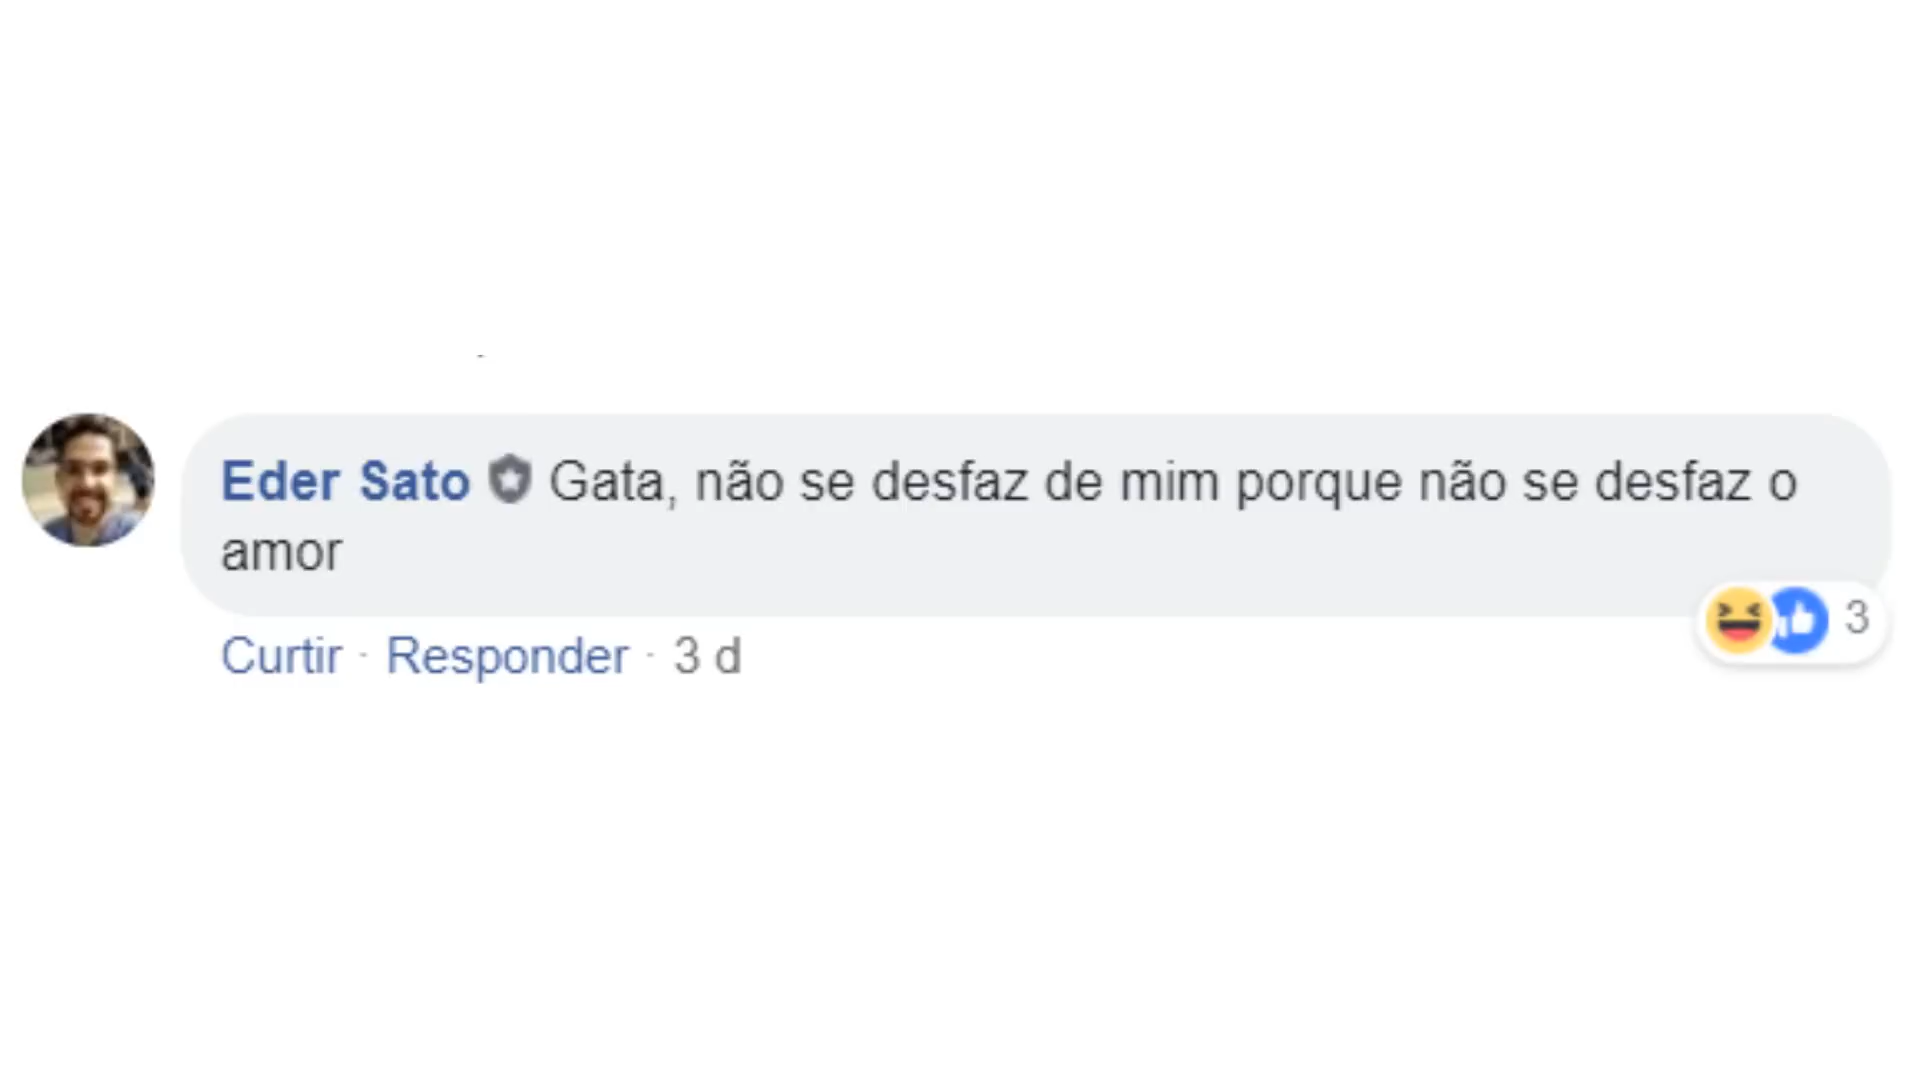 Eder Sato Gata, não se desfaz de mim porque não se desfaz o
amor
3
Curtir · Responder · 3 d